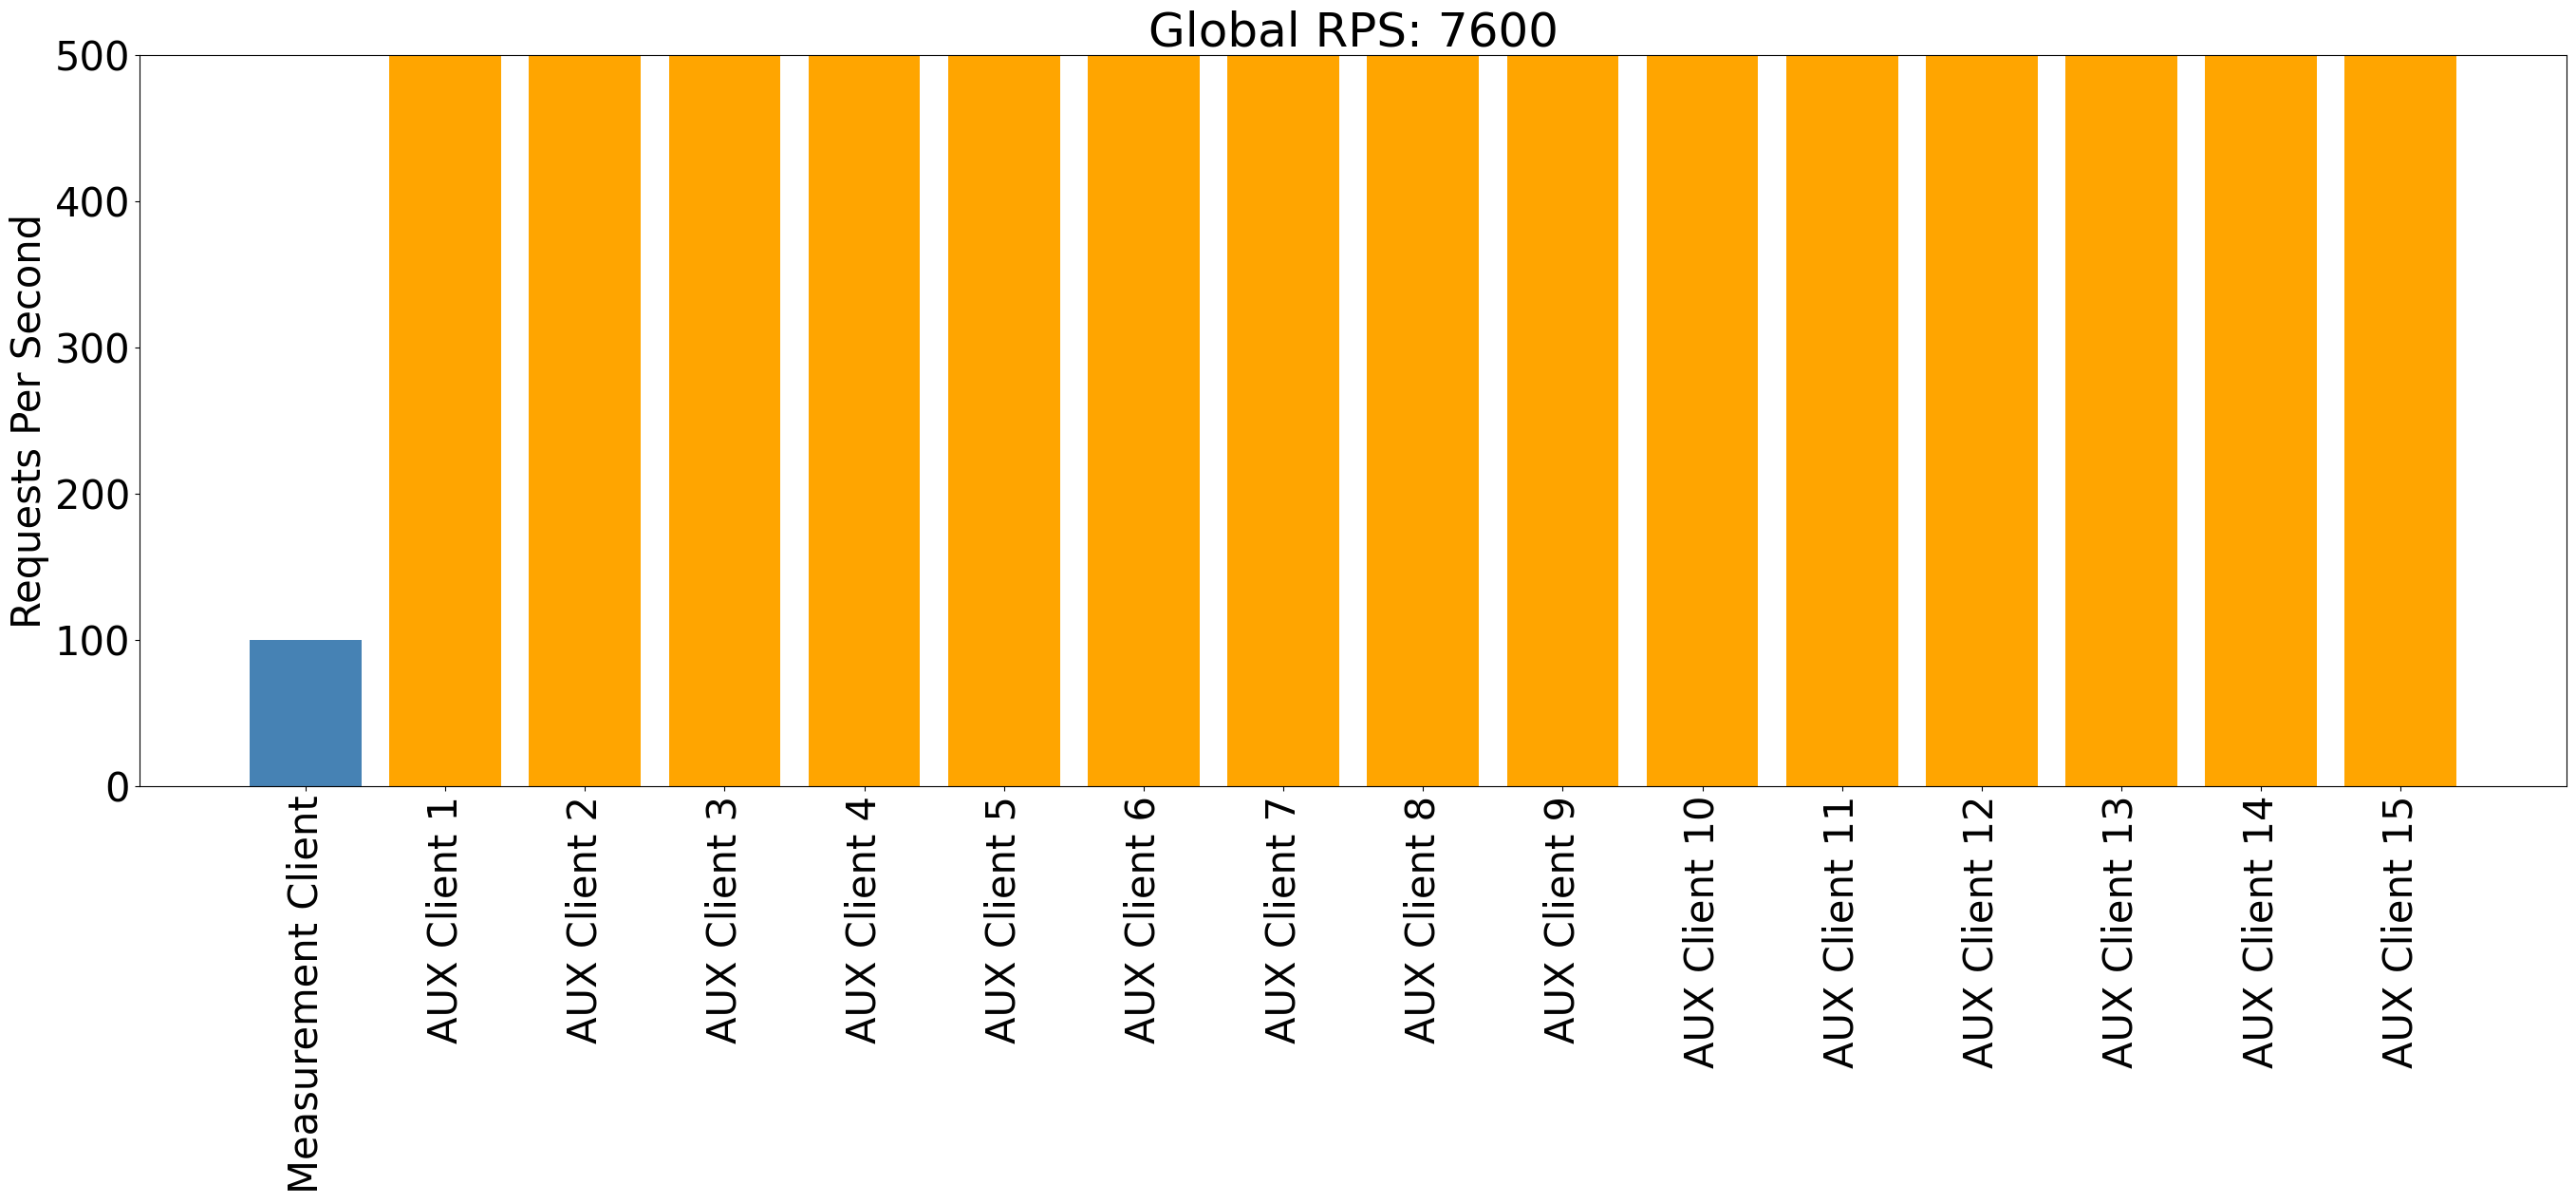 Global RPS: 7600
Requests Per Second
500
400
300
200
100
0
Measurement Client
AUX Client 1
AUX Client 2
AUX Client 3
AUX Client 4
AUX Client 5
AUX Client 6
AUX Client 7
AUX Client 8
AUX Client 9
AUX Client 10
AUX Client 11
AUX Client 12
AUX Client 13
AUX Client 14
AUX Client 15